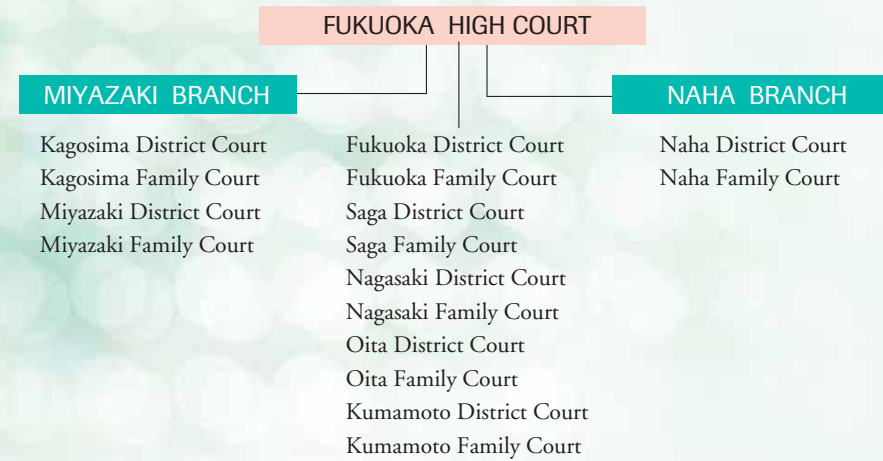 FUKUOKA HIGH COURT
MIYAZAKI BRANCH
Kagosima District Court
Kagosima Family Court
Miyazaki District Court
Miyazaki Family Court
Fukuoka District Court
Fukuoka Family Court
Saga District Court
Saga Family Court
Nagasaki District Court
Nagasaki Family Court
Oita District Court
Oita Family Court
Kumamoto District Court
Kumamoto Family Court
NAHA BRANCH
Naha District Court
Naha Family Court